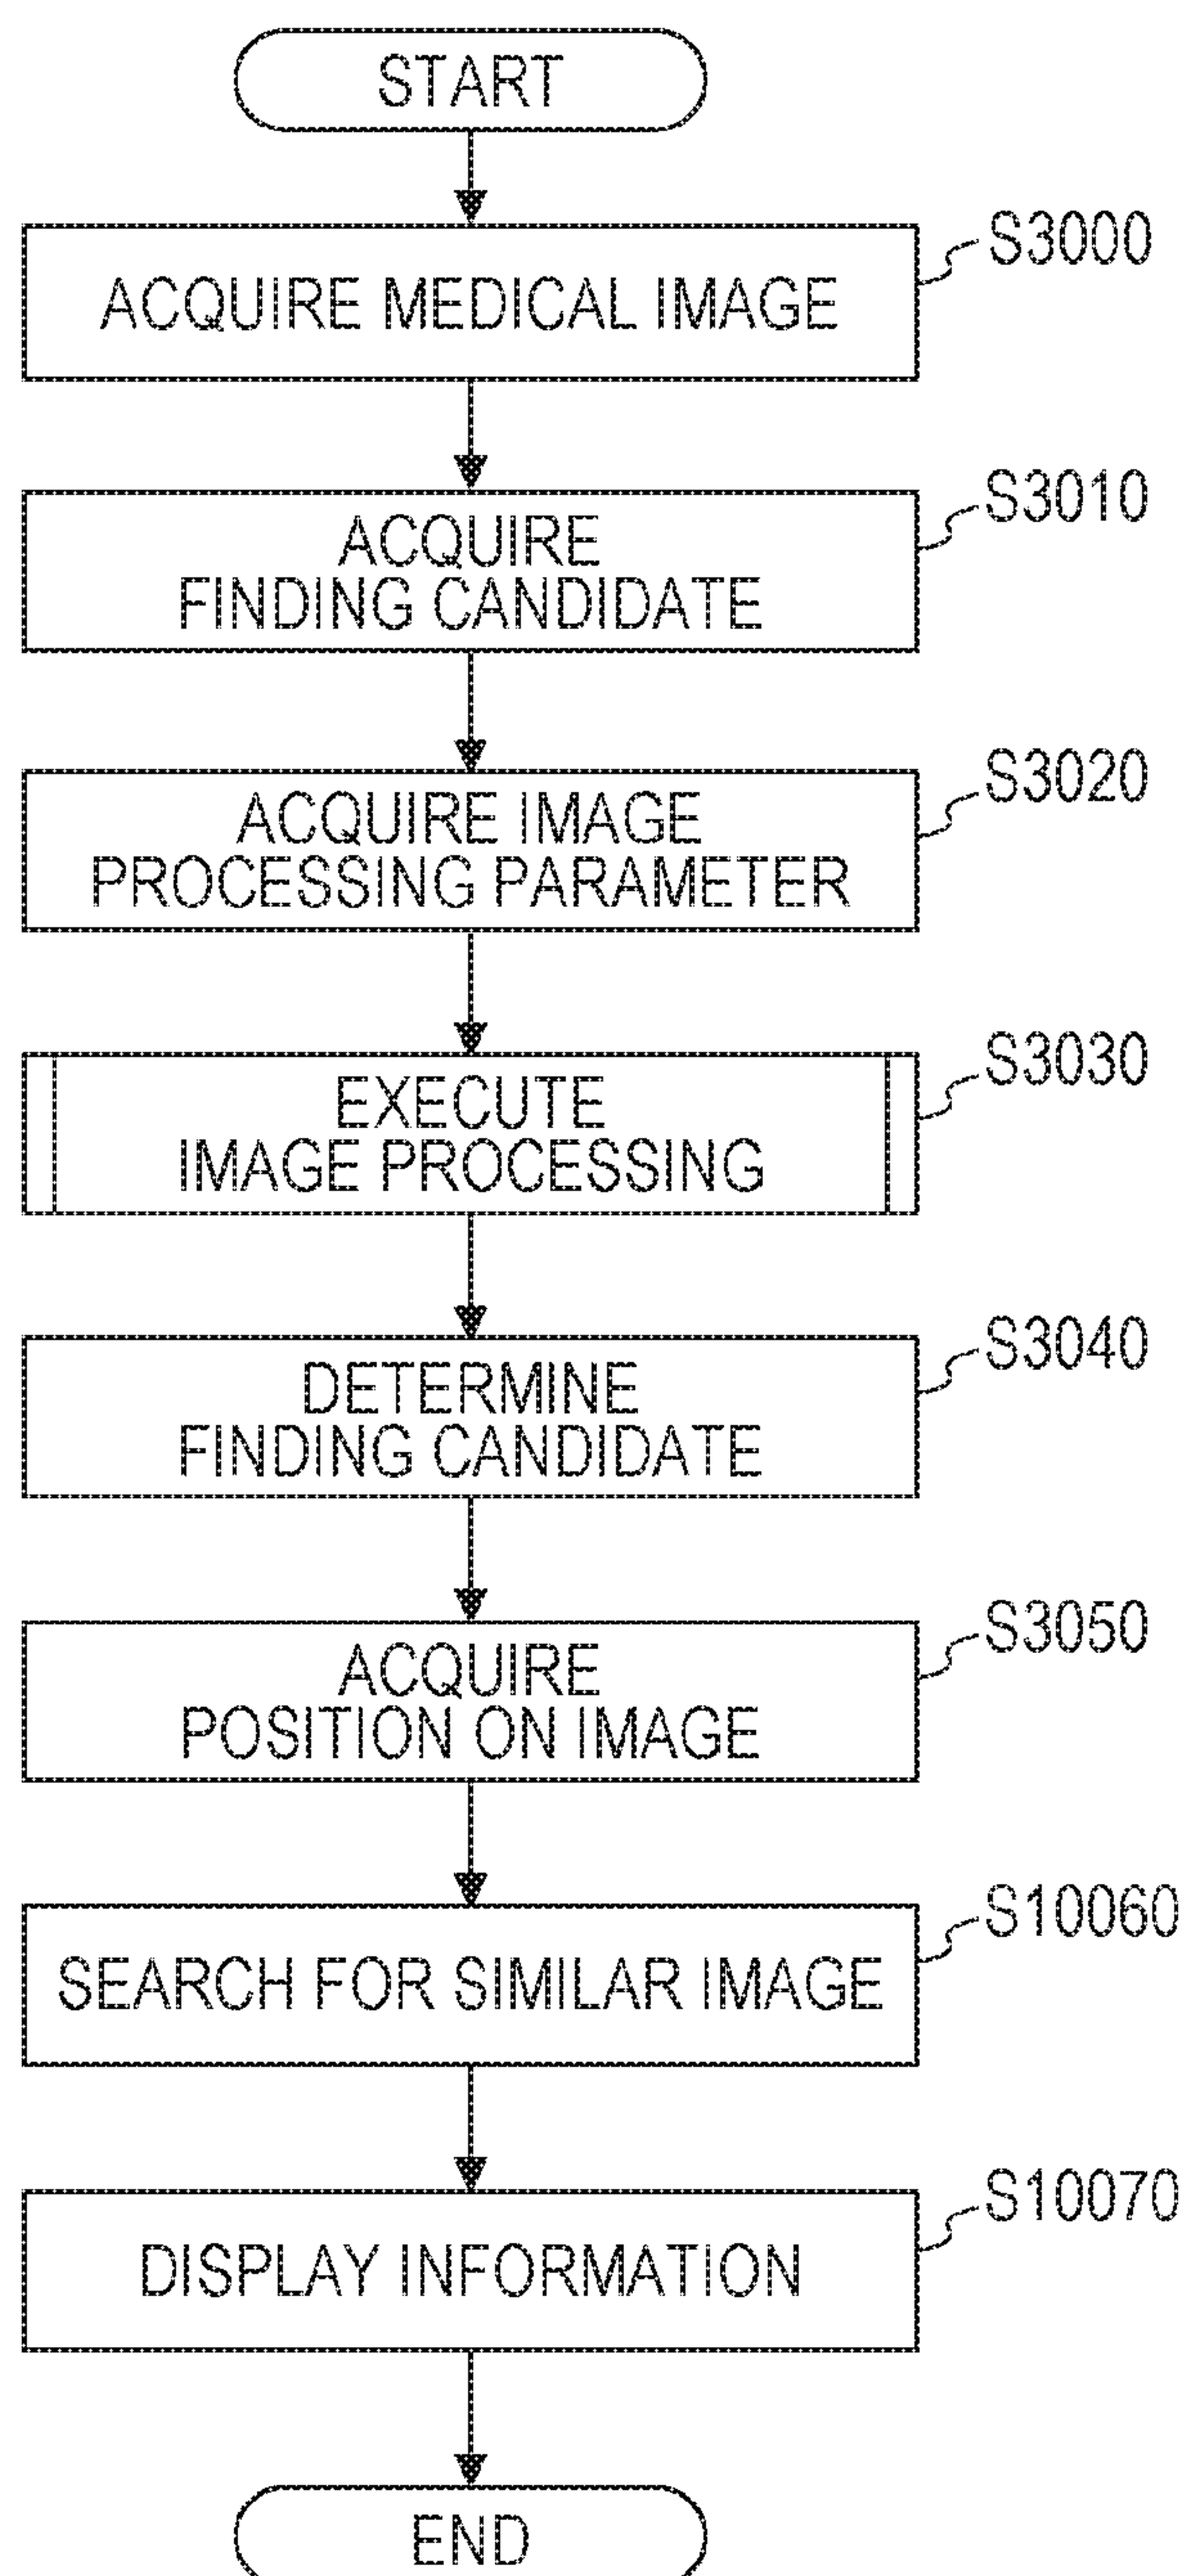 START
S3000
ACQUIRE MEDICAL IMAGE
S3010
ACQUIRE
FINDING CANDIDATE
S3020
ACQUIRE IMAGE
PROCESSING PARAMETER
S3030
EXECUTE
IMAGE PROCESSING
S3040
DETERMINE
FINDING CANDIDATE
S3050
ACQUIRE
POSITION ON IMAGE
S10060
SEARCH FOR SIMILAR IMAGE
S10070
DISPLAY INFORMATION
END